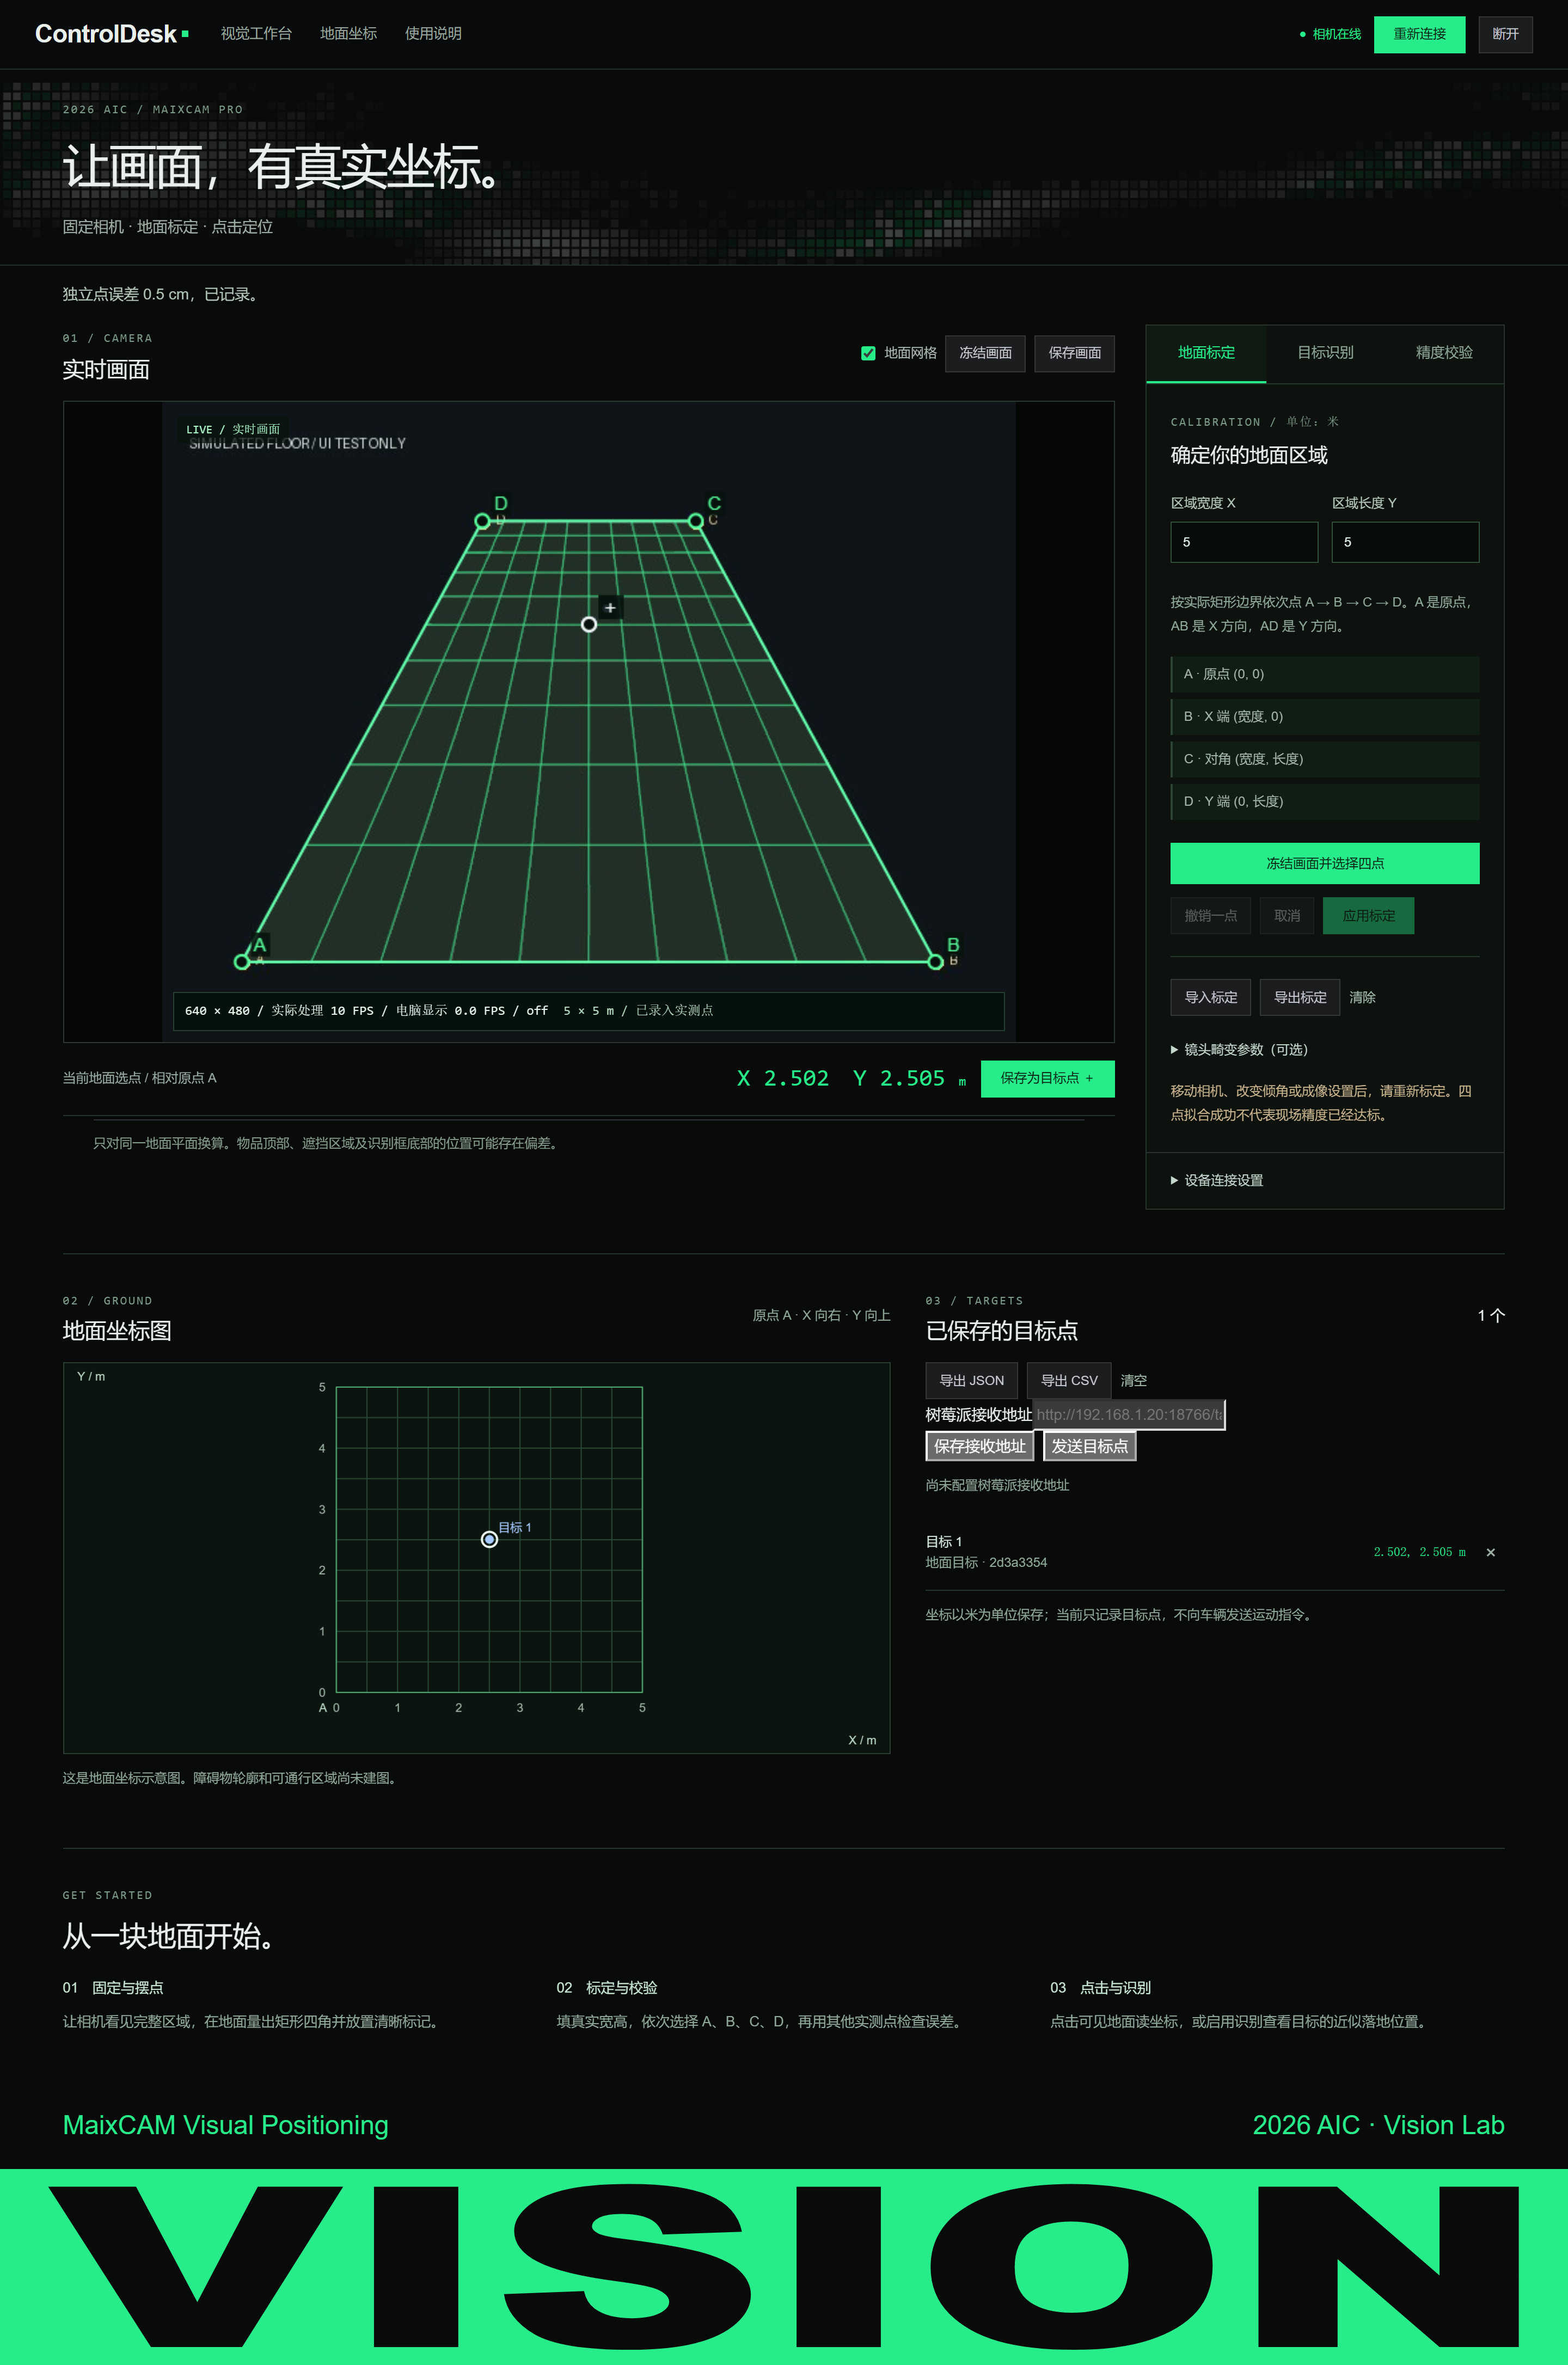 ControlDesk
视觉工作台 地面坐标 使用说明
相机在线 重新连接 断开
2026 AIC / MAIXCAM PRO
让画面，有真实坐标。
固定相机 · 地面标定 · 点击定位
独立点误差 0.5 cm，已记录。
01 / CAMERA
实时画面
地面网格 冻结画面 保存画面
LIVE / 实时画面
SIMULATED FLOOR / UI TEST ONLY
D C
D C
+
A B
A B
640 × 480 / 实际处理 10 FPS / 电脑显示 0.0 FPS / off 5 × 5 m / 已录入实测点
当前地面选点 / 相对原点 A
X 2.502 Y 2.505 m 保存为目标点 +
只对同一地面平面换算。物品顶部、遮挡区域及识别框底部的位置可能存在偏差。
地面标定 目标识别 精度校验
CALIBRATION / 单位：米
确定你的地面区域
区域宽度 X 区域长度 Y
5 5
按实际矩形边界依次点 A → B → C → D。A 是原点，
AB 是 X 方向，AD 是 Y 方向。
A · 原点 (0, 0)
B · X 端 (宽度, 0)
C · 对角 (宽度, 长度)
D · Y 端 (0, 长度)
冻结画面并选择四点
撤销一点 取消 应用标定
导入标定 导出标定 清除
▶ 镜头畸变参数（可选）
移动相机、改变倾角或成像设置后，请重新标定。四
点拟合成功不代表现场精度已经达标。
▶ 设备连接设置
02 / GROUND
地面坐标图
原点 A · X 向右 · Y 向上
Y / m
5
4
3
2
1
0
目标 1
A 0 1 2 3 4 5
X / m
这是地面坐标示意图。障碍物轮廓和可通行区域尚未建图。
03 / TARGETS
已保存的目标点
1 个
导出 JSON 导出 CSV 清空
树莓派接收地址 http://192.168.1.20:18766/ta
保存接收地址 发送目标点
尚未配置树莓派接收地址
目标 1
地面目标 · 2d3a3354
2.502, 2.505 m ×
坐标以米为单位保存；当前只记录目标点，不向车辆发送运动指令。
GET STARTED
从一块地面开始。
01 固定与摆点
让相机看见完整区域，在地面量出矩形四角并放置清晰标记。
02 标定与校验
填真实宽高，依次选择 A、B、C、D，再用其他实测点检查误差。
03 点击与识别
点击可见地面读坐标，或启用识别查看目标的近似落地位置。
MaixCAM Visual Positioning
2026 AIC · Vision Lab
VISION